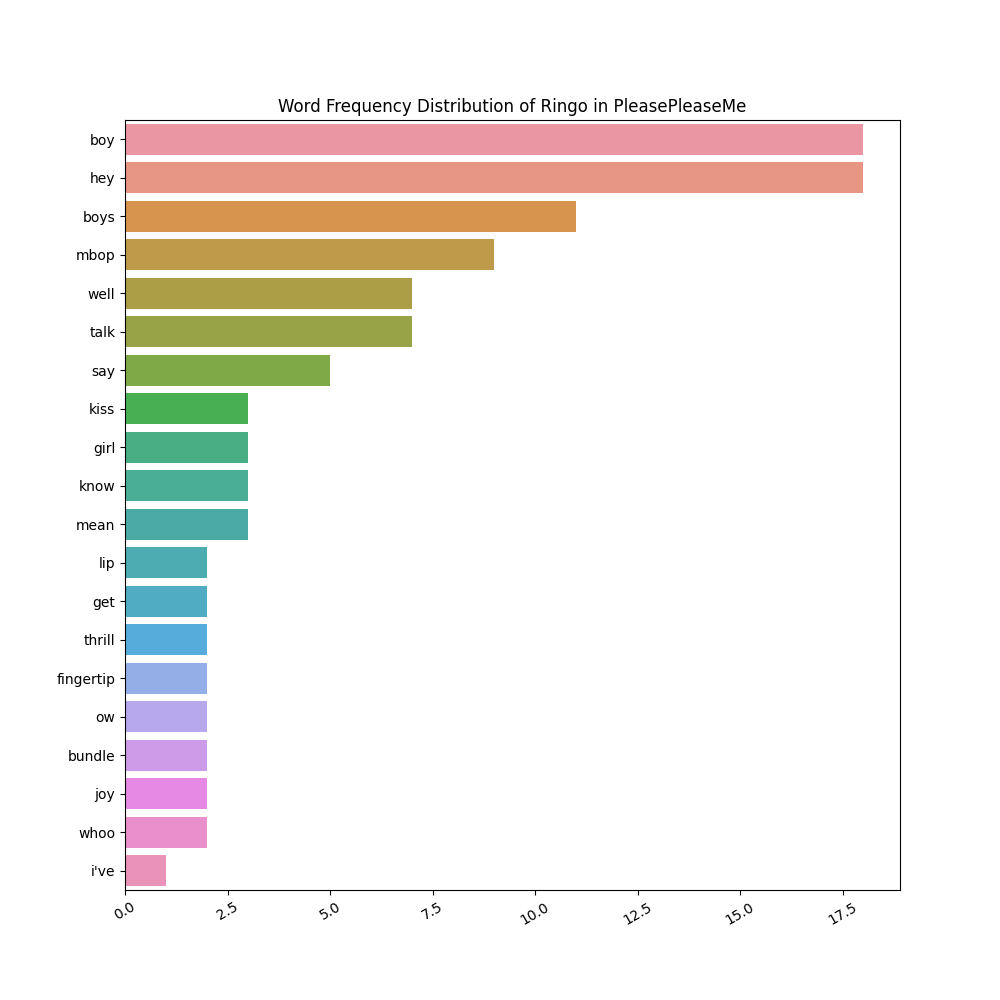 Word Frequency Distribution of Ringo in PleasePleaseMe
boy
hey
boys
mbop
well
talk
say
kiss
girl
know
mean
lip
get
thrill
fingertip
ow
bundle
joy
whoo
i've
0.0 2.5 5.0 7.5 10.0 12.5 15.0 17.5